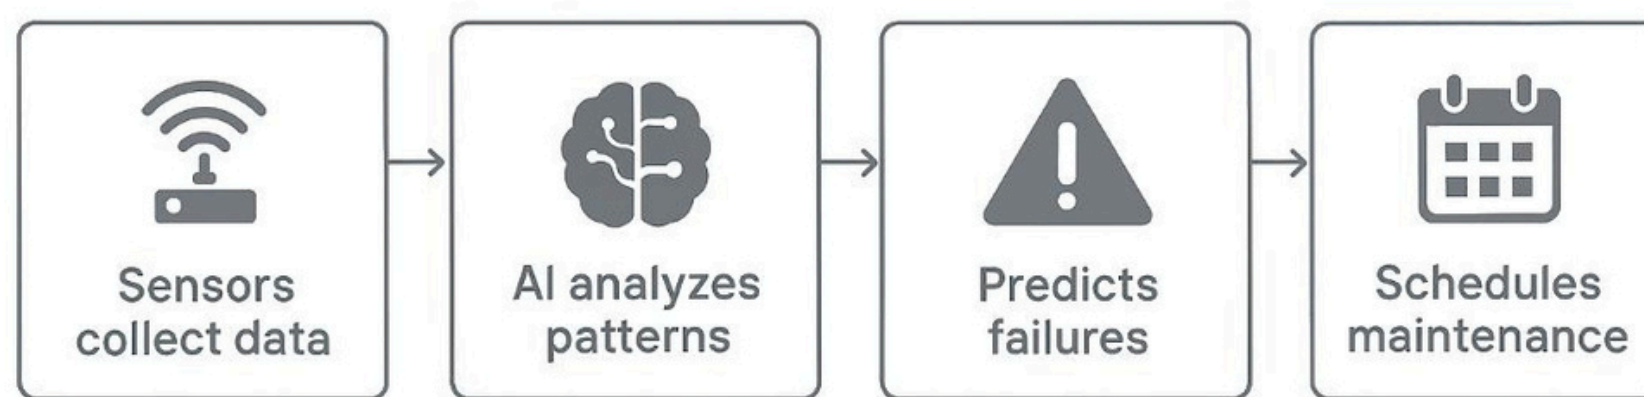 Sensors
collect data
AI analyzes
patterns
Predicts
failures
Schedules
maintenance